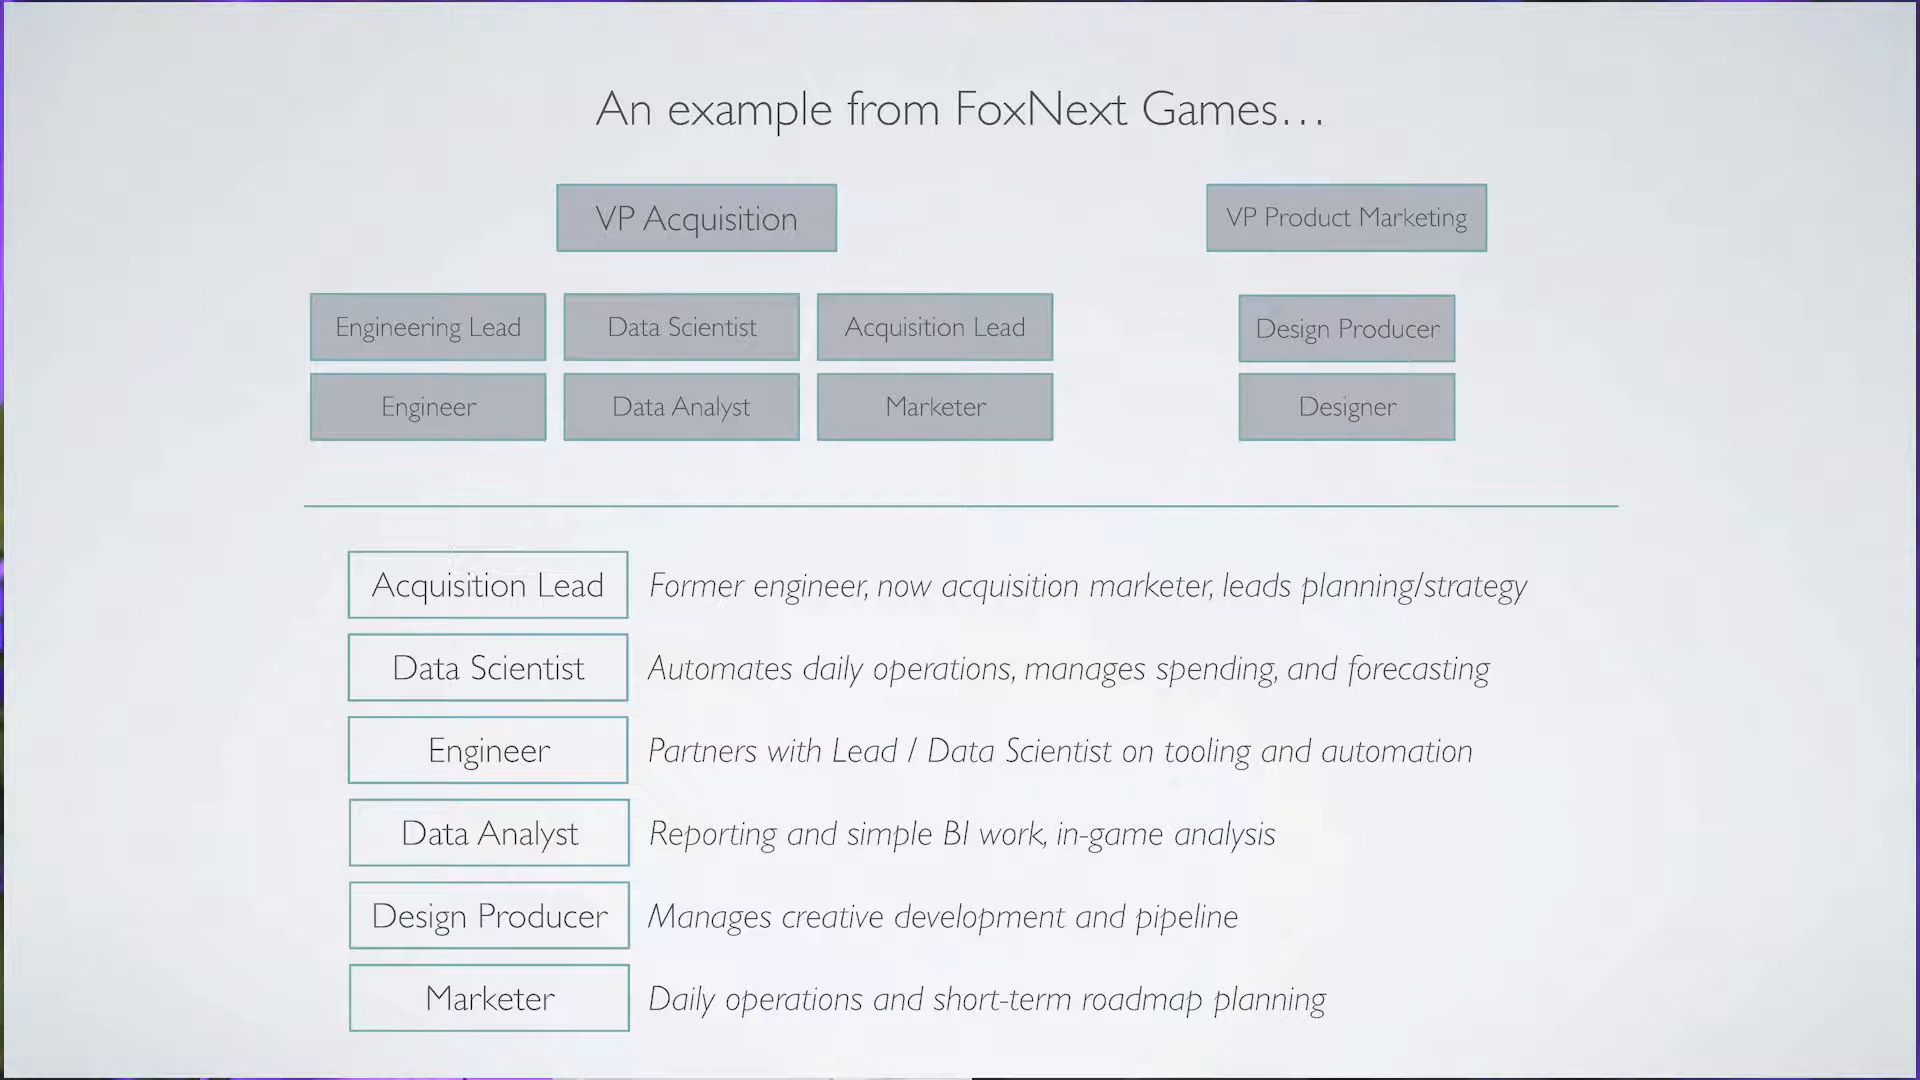 An example from FoxNext Games...
VP Acquisition
VP Product Marketing
Engineering Lead
Data Scientist
Acquisition Lead
Design Producer
Engineer
Data Analyst
Marketer
Designer
Acquisition Lead
Former engineer, now acquisition marketer, leads planning/strategy
Data Scientist
Automates daily operations, manages spending, and forecasting
Engineer
Partners with Lead / Data Scientist on tooling and automation
Data Analyst
Reporting and simple BI work, in-game analysis
Design Producer
Manages creative development and pipeline
Marketer
Daily operations and short-term roadmap planning